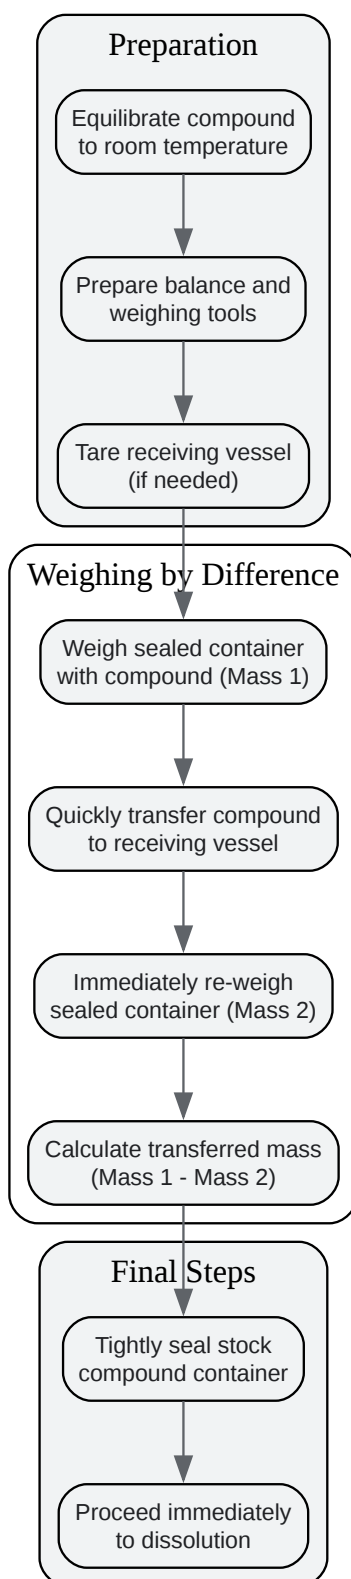 Preparation
Equilibrate compound
to room temperature
Prepare balance and
weighing tools
Tare receiving vessel
(if needed)
Weighing by Difference
Weigh sealed container
with compound (Mass 1)
Quickly transfer compound
to receiving vessel
Immediately re-weigh
sealed container (Mass 2)
Calculate transferred mass
(Mass 1 - Mass 2)
Final Steps
Tightly seal stock
compound container
Proceed immediately
to dissolution